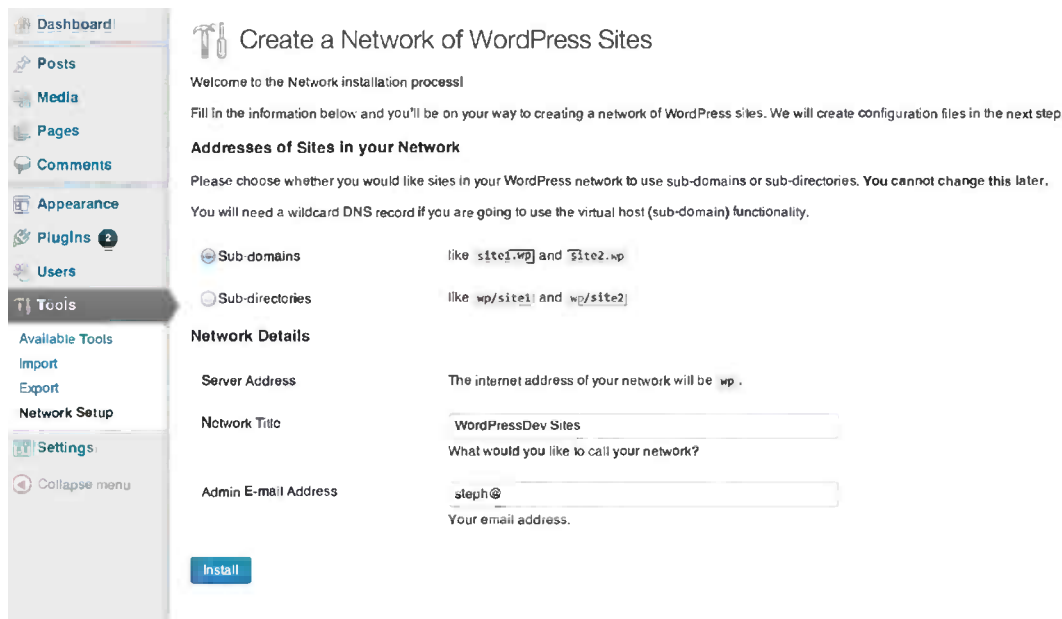 Dashboard
Posts
Media
Pages
Comments
Appearance
Plugins 2
Users
Tools
Available Tools
Import
Export
Network Setup
Settings
Collapse menu
Create a Network of WordPress Sites
Welcome to the Network installation process!
Fill in the information below and you'll be on your way to creating a network of WordPress sites. We will create configuration files in the next step
Addresses of Sites in your Network
Please choose whether you would like sites in your WordPress network to use sub-domains or sub-directories. You cannot change this later.
You will need a wildcard DNS record if you are going to use the virtual host (sub-domain) functionality.
Sub-domains like site1.wp and site2.wp
Sub-directories like wp/site1 and wp/site2
Network Details
Server Address The internet address of your network will be wp .
Network Title WordPressDev Sites
What would you like to call your network?
Admin E-mail Address steph@
Your email address.
Install